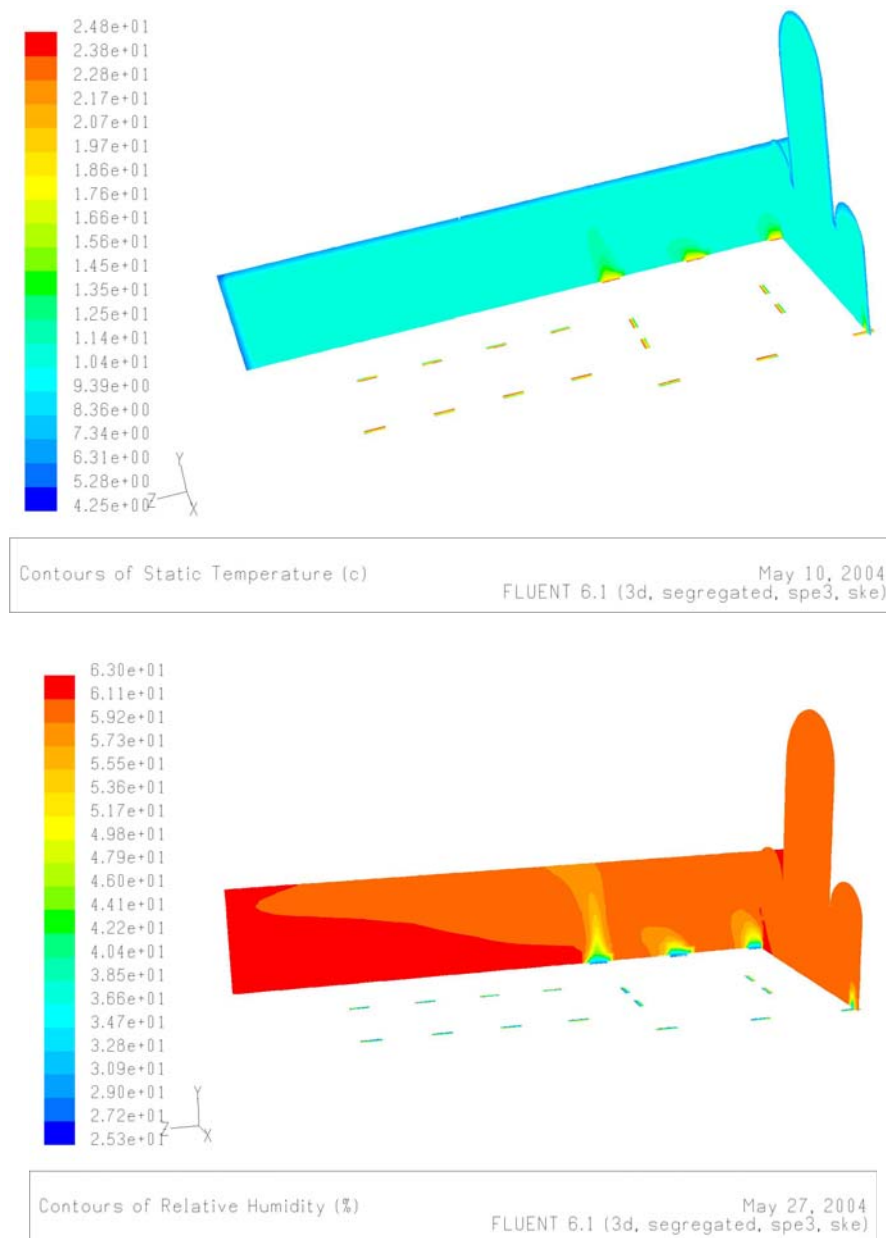 2.48e+01
2.38e+01
2.28e+01
2.17e+01
2.07e+01
1.97e+01
1.86e+01
1.76e+01
1.66e+01
1.56e+01
1.45e+01
1.35e+01
1.25e+01
1.14e+01
1.04e+01
9.39e+00
8.36e+00
7.34e+00
6.31e+00
5.28e+00
4.25e+00
Y
Z
X
Contours of Static Temperature (c)
May 10, 2004
FLUENT 6.1 (3d, segregated, spe3, ske)
6.30e+01
6.11e+01
5.92e+01
5.73e+01
5.55e+01
5.36e+01
5.17e+01
4.98e+01
4.79e+01
4.60e+01
4.41e+01
4.22e+01
4.04e+01
3.85e+01
3.66e+01
3.47e+01
3.28e+01
3.09e+01
2.90e+01
2.72e+01
2.53e+01
Y
Z
X
Contours of Relative Humidity (%)
May 27, 2004
FLUENT 6.1 (3d, segregated, spe3, ske)